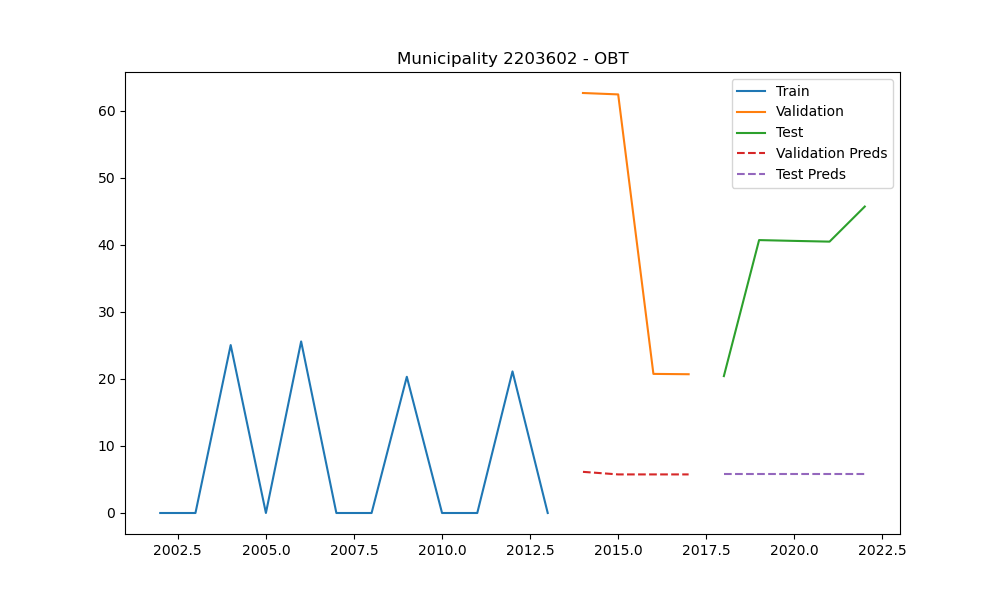 Municipality 2203602 - OBT
Train
Validation
Test
Validation Preds
Test Preds
60
50
40
30
20
10
0
2002.5 2005.0 2007.5 2010.0 2012.5 2015.0 2017.5 2020.0 2022.5